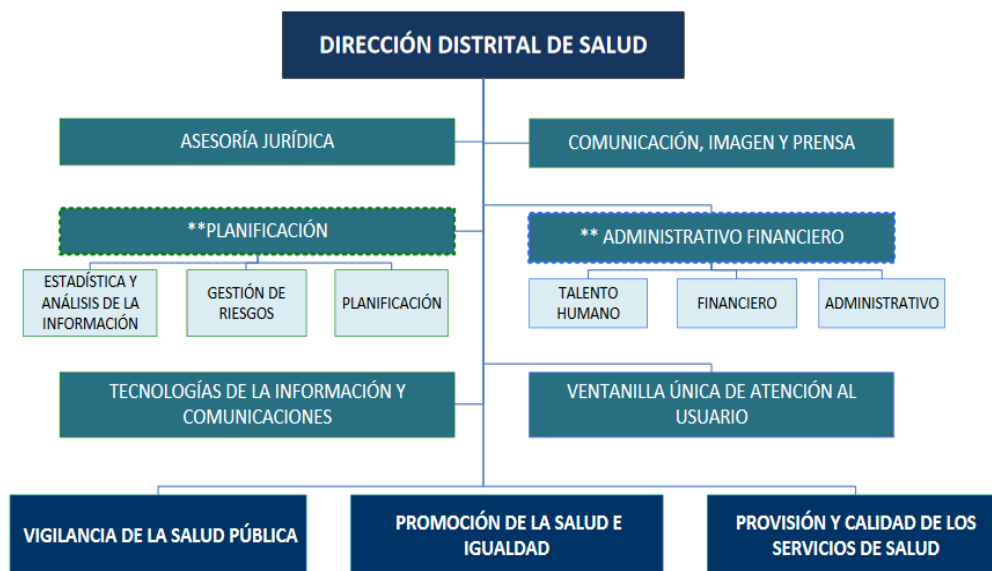 DIRECCIÓN DISTRITAL DE SALUD
ASESORÍA JURÍDICA
COMUNICACIÓN, IMAGEN Y PRENSA
**PLANIFICACIÓN
** ADMINISTRATIVO FINANCIERO
ESTADÍSTICA Y
ANÁLISIS DE LA
INFORMACIÓN
GESTIÓN DE
RIESGOS
PLANIFICACIÓN
TALENTO
HUMANO
FINANCIERO
ADMINISTRATIVO
TECNOLOGÍAS DE LA INFORMACIÓN Y
COMUNICACIONES
VENTANILLA ÚNICA DE ATENCIÓN AL
USUARIO
VIGILANCIA DE LA SALUD PÚBLICA
PROMOCIÓN DE LA SALUD E
IGUALDAD
PROVISIÓN Y CALIDAD DE LOS
SERVICIOS DE SALUD